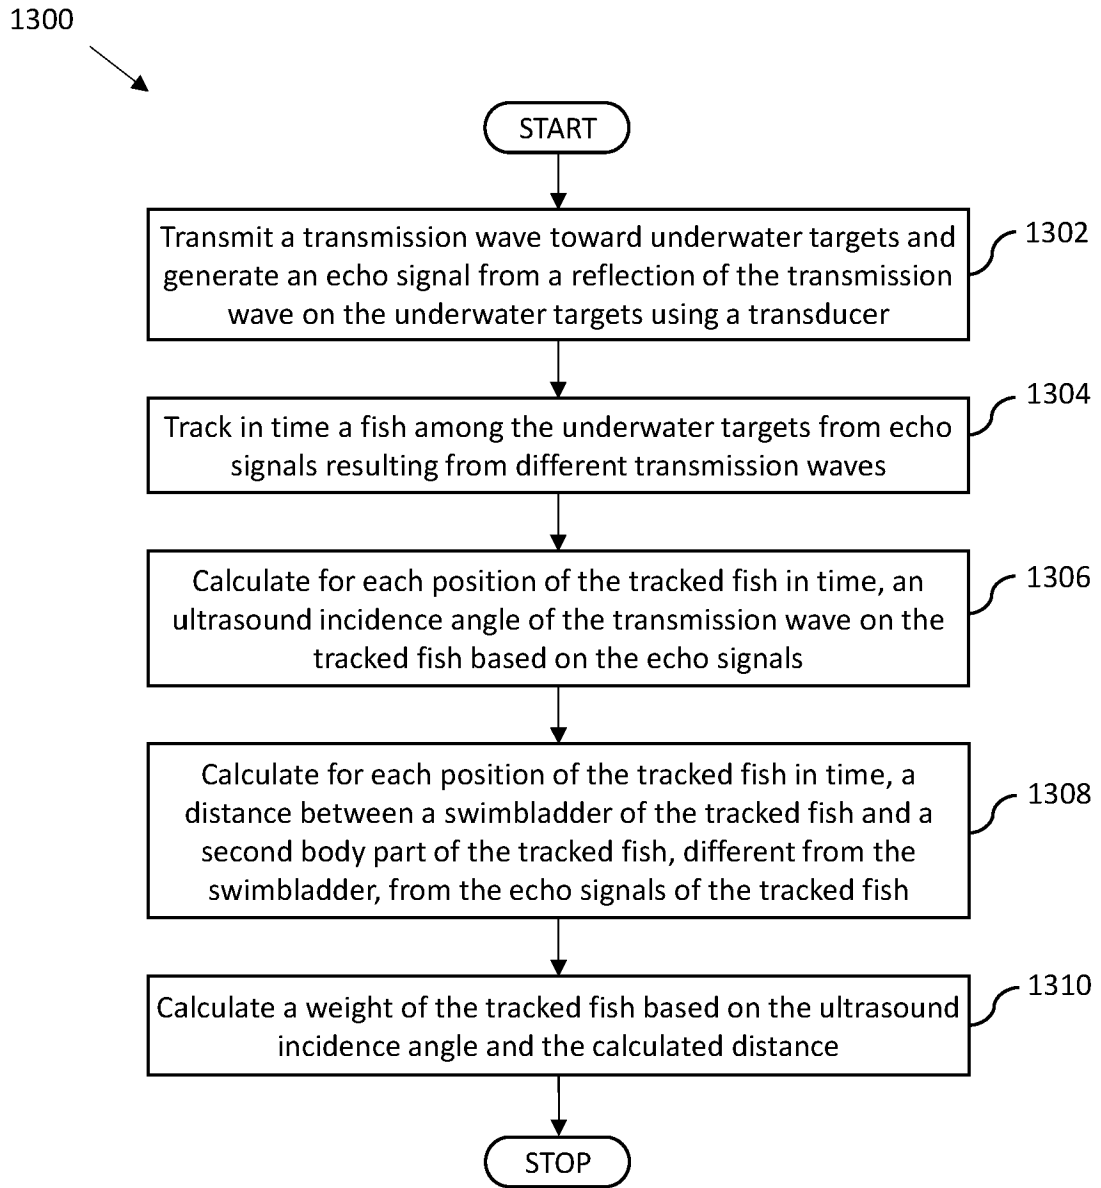 1300
START
Transmit a transmission wave toward underwater targets and
generate an echo signal from a reflection of the transmission
wave on the underwater targets using a transducer
1302
Track in time a fish among the underwater targets from echo
signals resulting from different transmission waves
1304
Calculate for each position of the tracked fish in time, an
ultrasound incidence angle of the transmission wave on the
tracked fish based on the echo signals
1306
Calculate for each position of the tracked fish in time, a
distance between a swimbladder of the tracked fish and a
second body part of the tracked fish, different from the
swimbladder, from the echo signals of the tracked fish
1308
Calculate a weight of the tracked fish based on the ultrasound
incidence angle and the calculated distance
1310
STOP